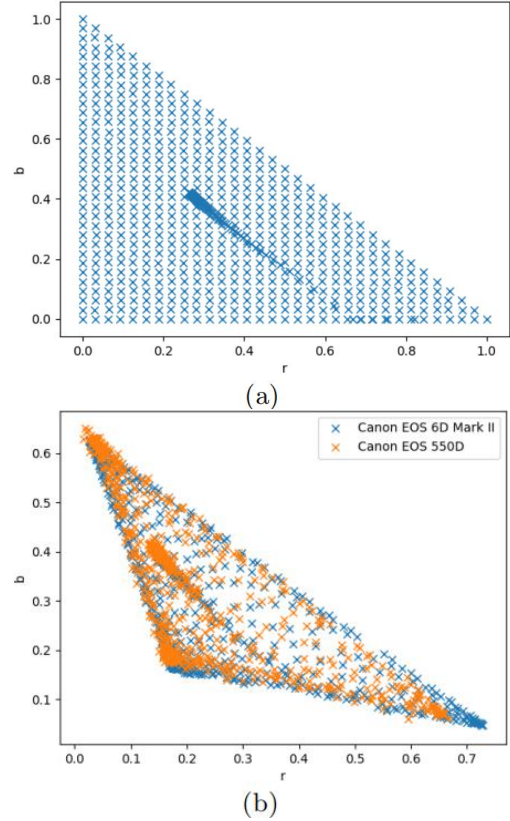 1.0
0.8
0.6
b
0.4
0.2
0.0
0.0 0.2 0.4 0.6 0.8 1.0
r
(a)
Canon EOS 6D Mark II
Canon EOS 550D
0.6
0.5
0.4
b
0.3
0.2
0.1
0.0 0.1 0.2 0.3 0.4 0.5 0.6 0.7
r
(b)